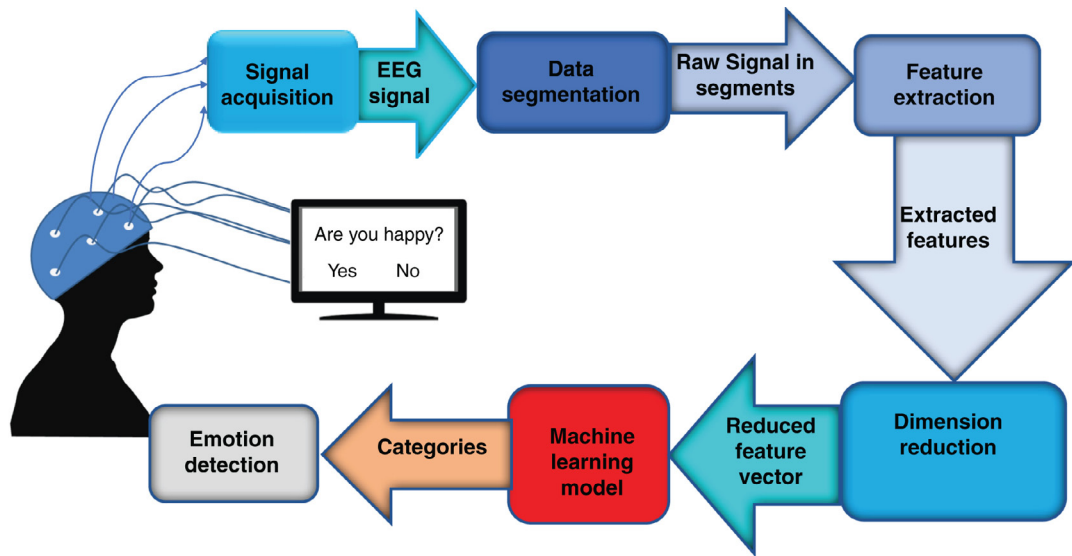 Signal
acquisition
EEG
signal
Data
segmentation
Raw Signal in
segments
Feature
extraction
Extracted
features
Are you happy?
Yes No
Dimension
reduction
Reduced
feature
vector
Machine
learning
model
Categories
Emotion
detection